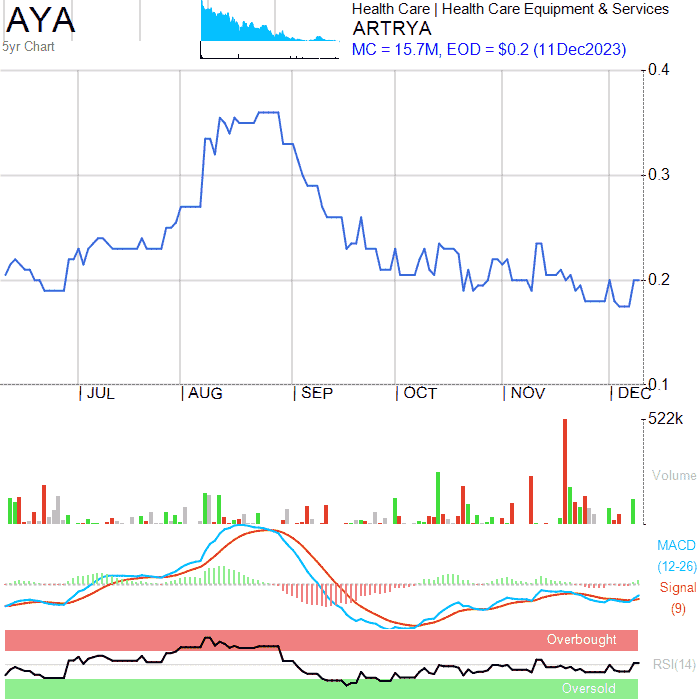 AYA
5yr Chart
Health Care | Health Care Equipment & Services
ARTRYA
MC = 15.7M, EOD = $0.2 (11Dec2023)
0.4
0.3
0.2
0.1
JUL AUG SEP OCT NOV DEC
522k
Volume
MACD
(12-26)
Signal
(9)
Overbought
RSI(14)
Oversold